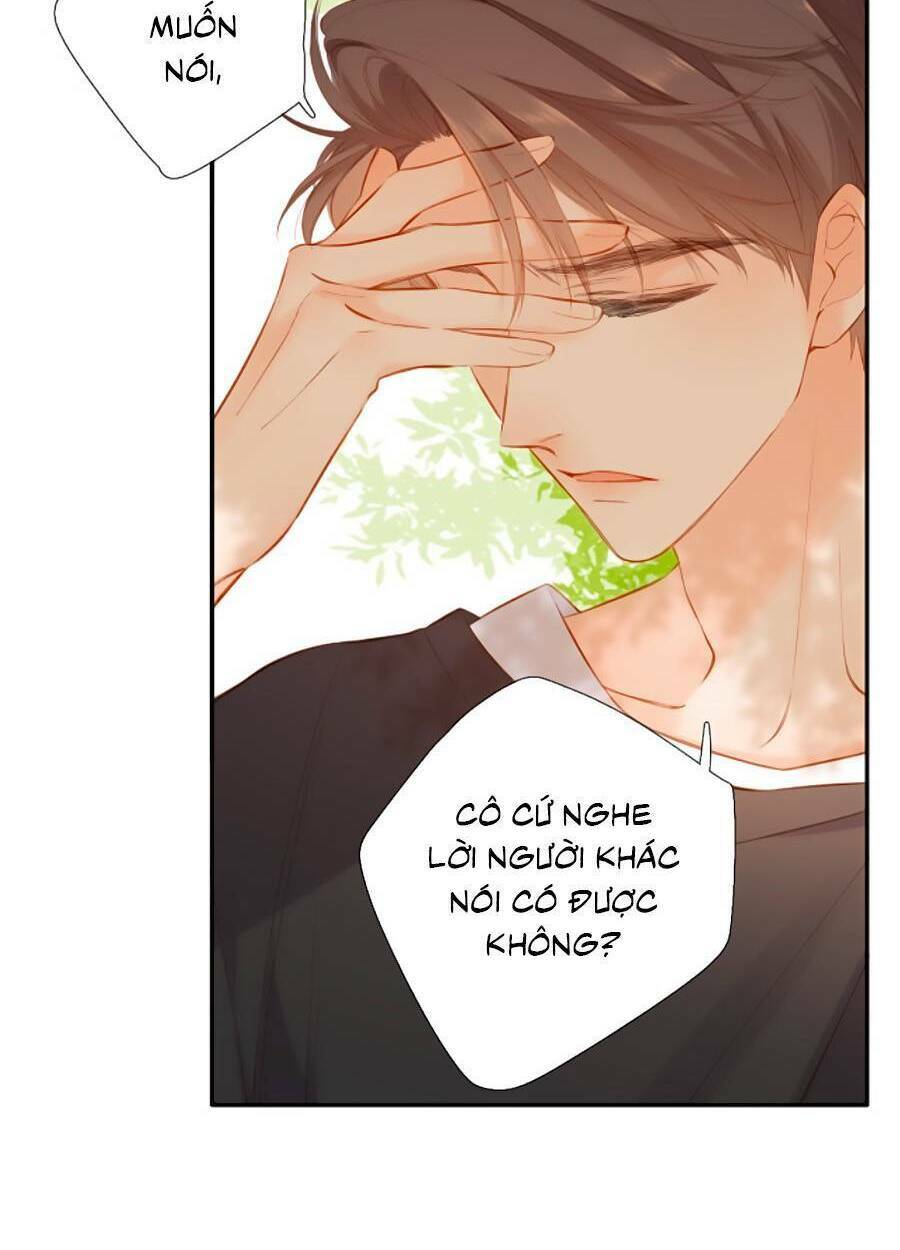 MUỐN
NÓI,
CÔ CỨ NGHE
LỜI NGƯỜI KHÁC
NÓI CÓ ĐƯỢC
KHÔNG?